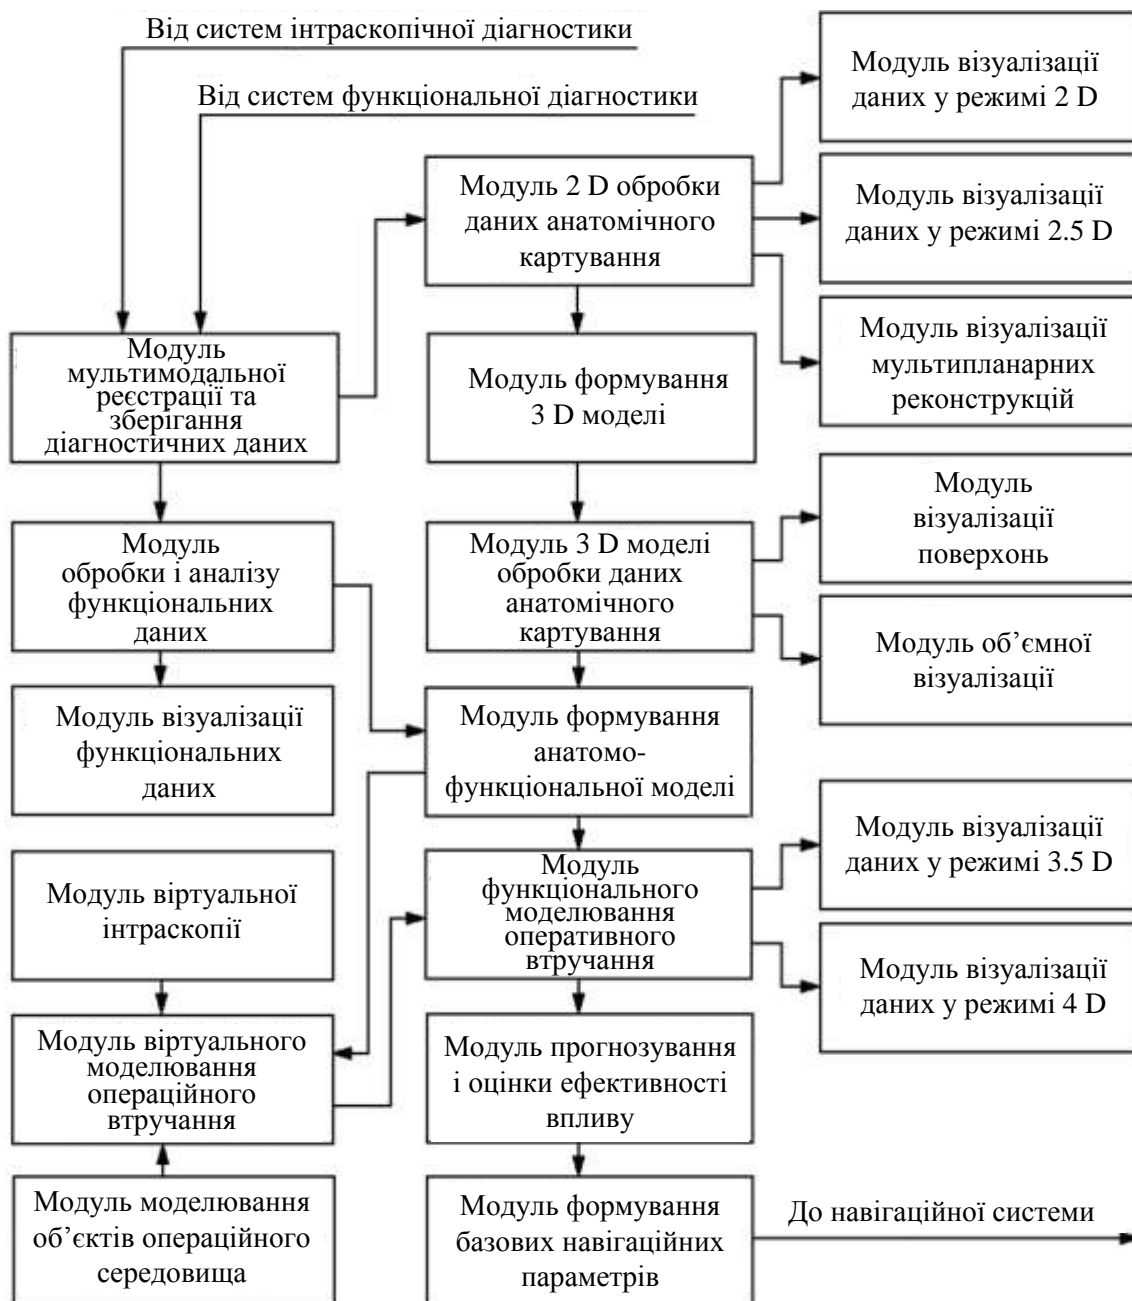 Від систем інтраскопічної діагностики
Від систем функціональної діагностики
Модуль візуалізації
даних у режимі 2 D
Модуль 2 D обробки
даних анатомічного
картування
Модуль візуалізації
даних у режимі 2.5 D
Модуль візуалізації
мультипланарних
реконструкцій
Модуль
мультимодальної
реєстрації та
зберігання
діагностичних даних
Модуль формування
3 D моделі
Модуль
візуалізації
поверхонь
Модуль
обробки і аналізу
функціональних
даних
Модуль 3 D моделі
обробки даних
анатомічного
картування
Модуль об’ємної
візуалізації
Модуль візуалізації
функціональних
даних
Модуль формування
анатомо-
функціональної моделі
Модуль візуалізації
даних у режимі 3.5 D
Модуль віртуальної
інтраскопії
Модуль
функціонального
моделювання
оперативного
втручання
Модуль візуалізації
даних у режимі 4 D
Модуль віртуального
моделювання
операційного
втручання
Модуль прогнозування
і оцінки ефективності
впливу
Модуль моделювання
об’єктів операційного
середовища
Модуль формування
базових навігаційних
параметрів
До навігаційної системи